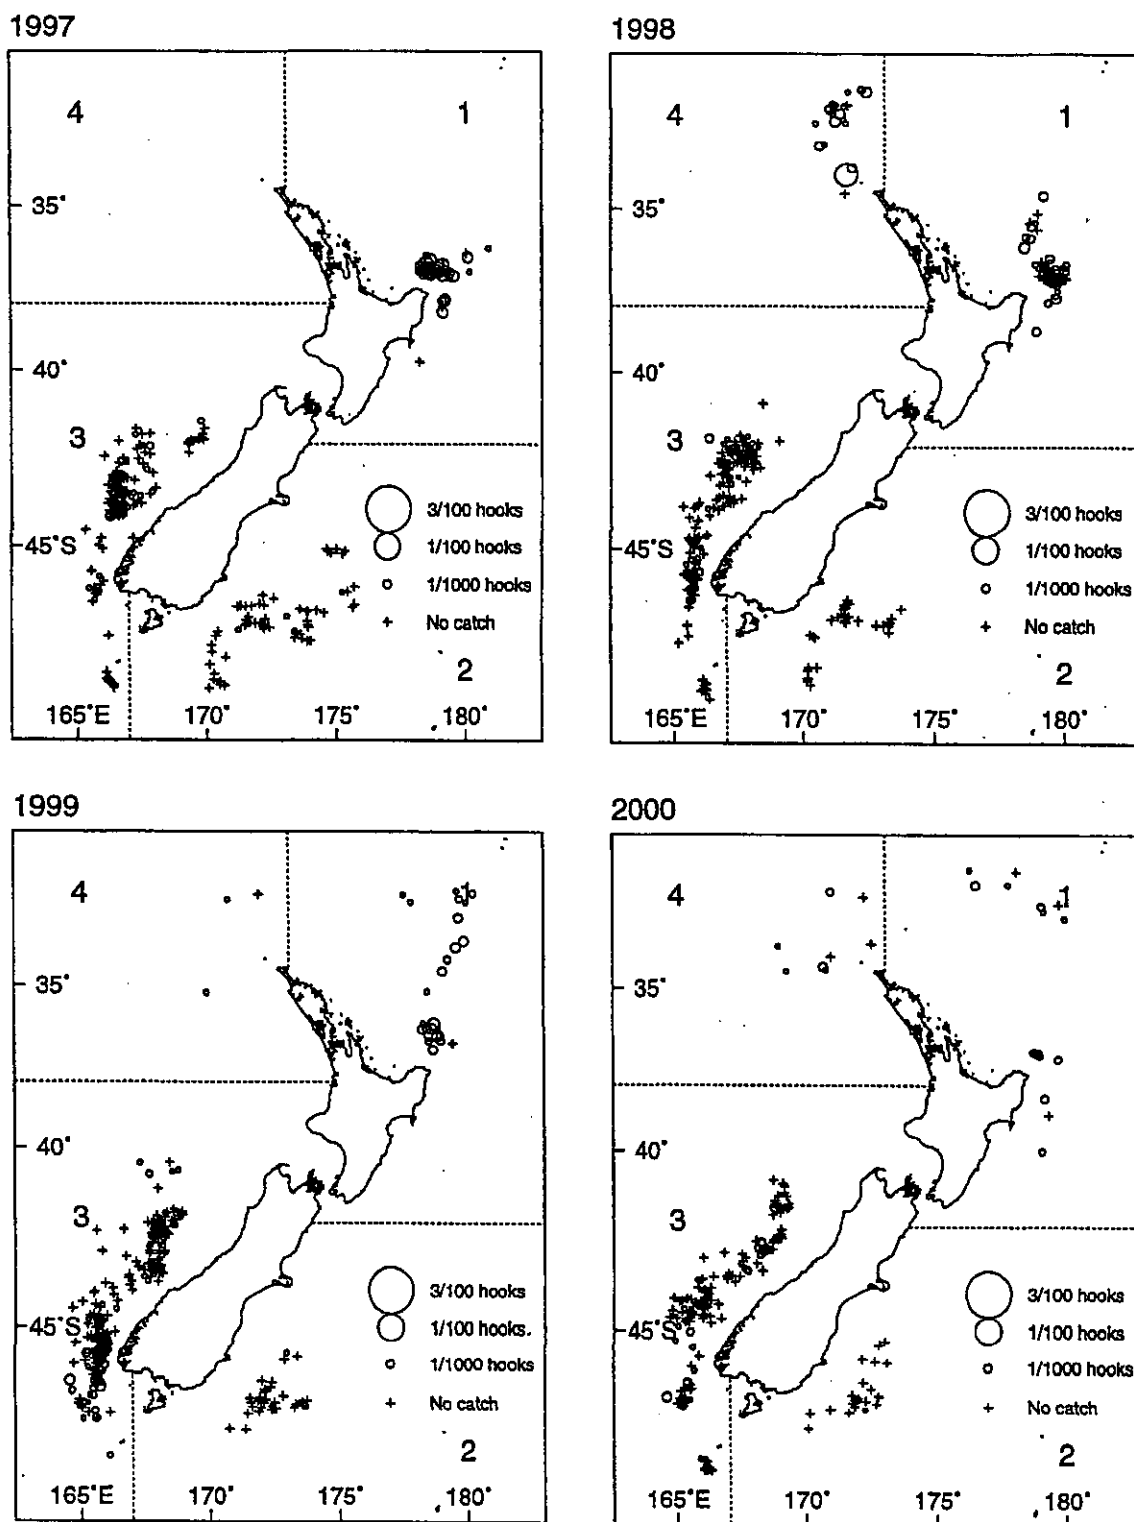 1997
4
1
35°
40°
3
3/100 hooks
45°S
1/100 hooks
1/1000 hooks
No catch
2
165°E 170° 175° 180°
1998
4
1
35°
40°
3
3/100 hooks
45°S
1/100 hooks
1/1000 hooks
No catch
2
165°E 170° 175° 180°
1999
4
1
35°
40°
3
3/100 hooks
45°S
1/100 hooks.
1/1000 hooks
No catch
2
165°E 170° 175° 180°
2000
4
1
35°
40°
3
3/100 hooks
45°S
1/100 hooks
1/1000 hooks
No catch
2
165°E 170° 175° 180°